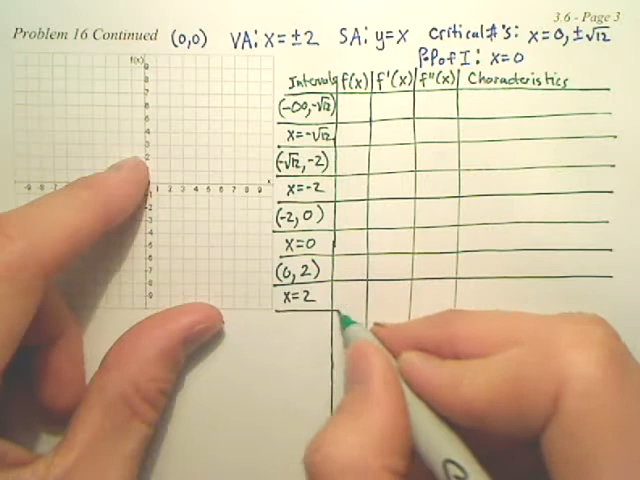 3.6 - Page 3
Problem 16 Continued (0,0) VA: x = ±2 SA: y=x Critical #'s: x=0, ±√12
P.P of I: x=0
f(x)
Intervals f(x) f'(x) f"(x) Characteristics
(-∞, -√12)
x=-√12
(-√12, -2)
x=-2
(-2, 0)
x=0
(0, 2)
x=2